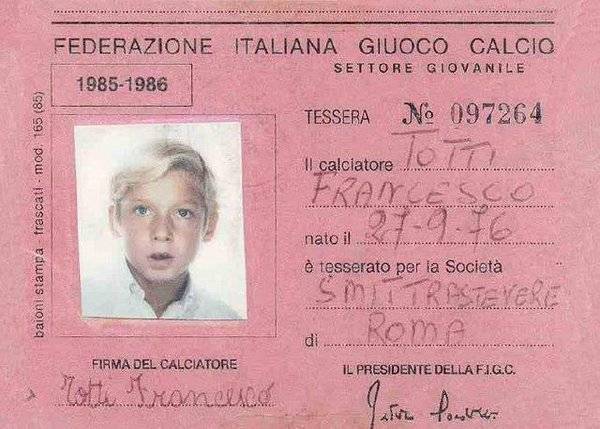 FEDERAZIONE ITALIANA GIUOCO CALCIO
SETTORE GIOVANILE
1985-1986
TESSERA № 097264
Il calciatore TOTTI
FRANCESCO
nato il 27-9-76
è tesserato per la Società
SMIT TRASTEVERE
di ROMA
FIRMA DEL CALCIATORE
Totti Francesco
IL PRESIDENTE DELLA F.I.G.C.
baioni stampa - frascati - mod. 165 (85)